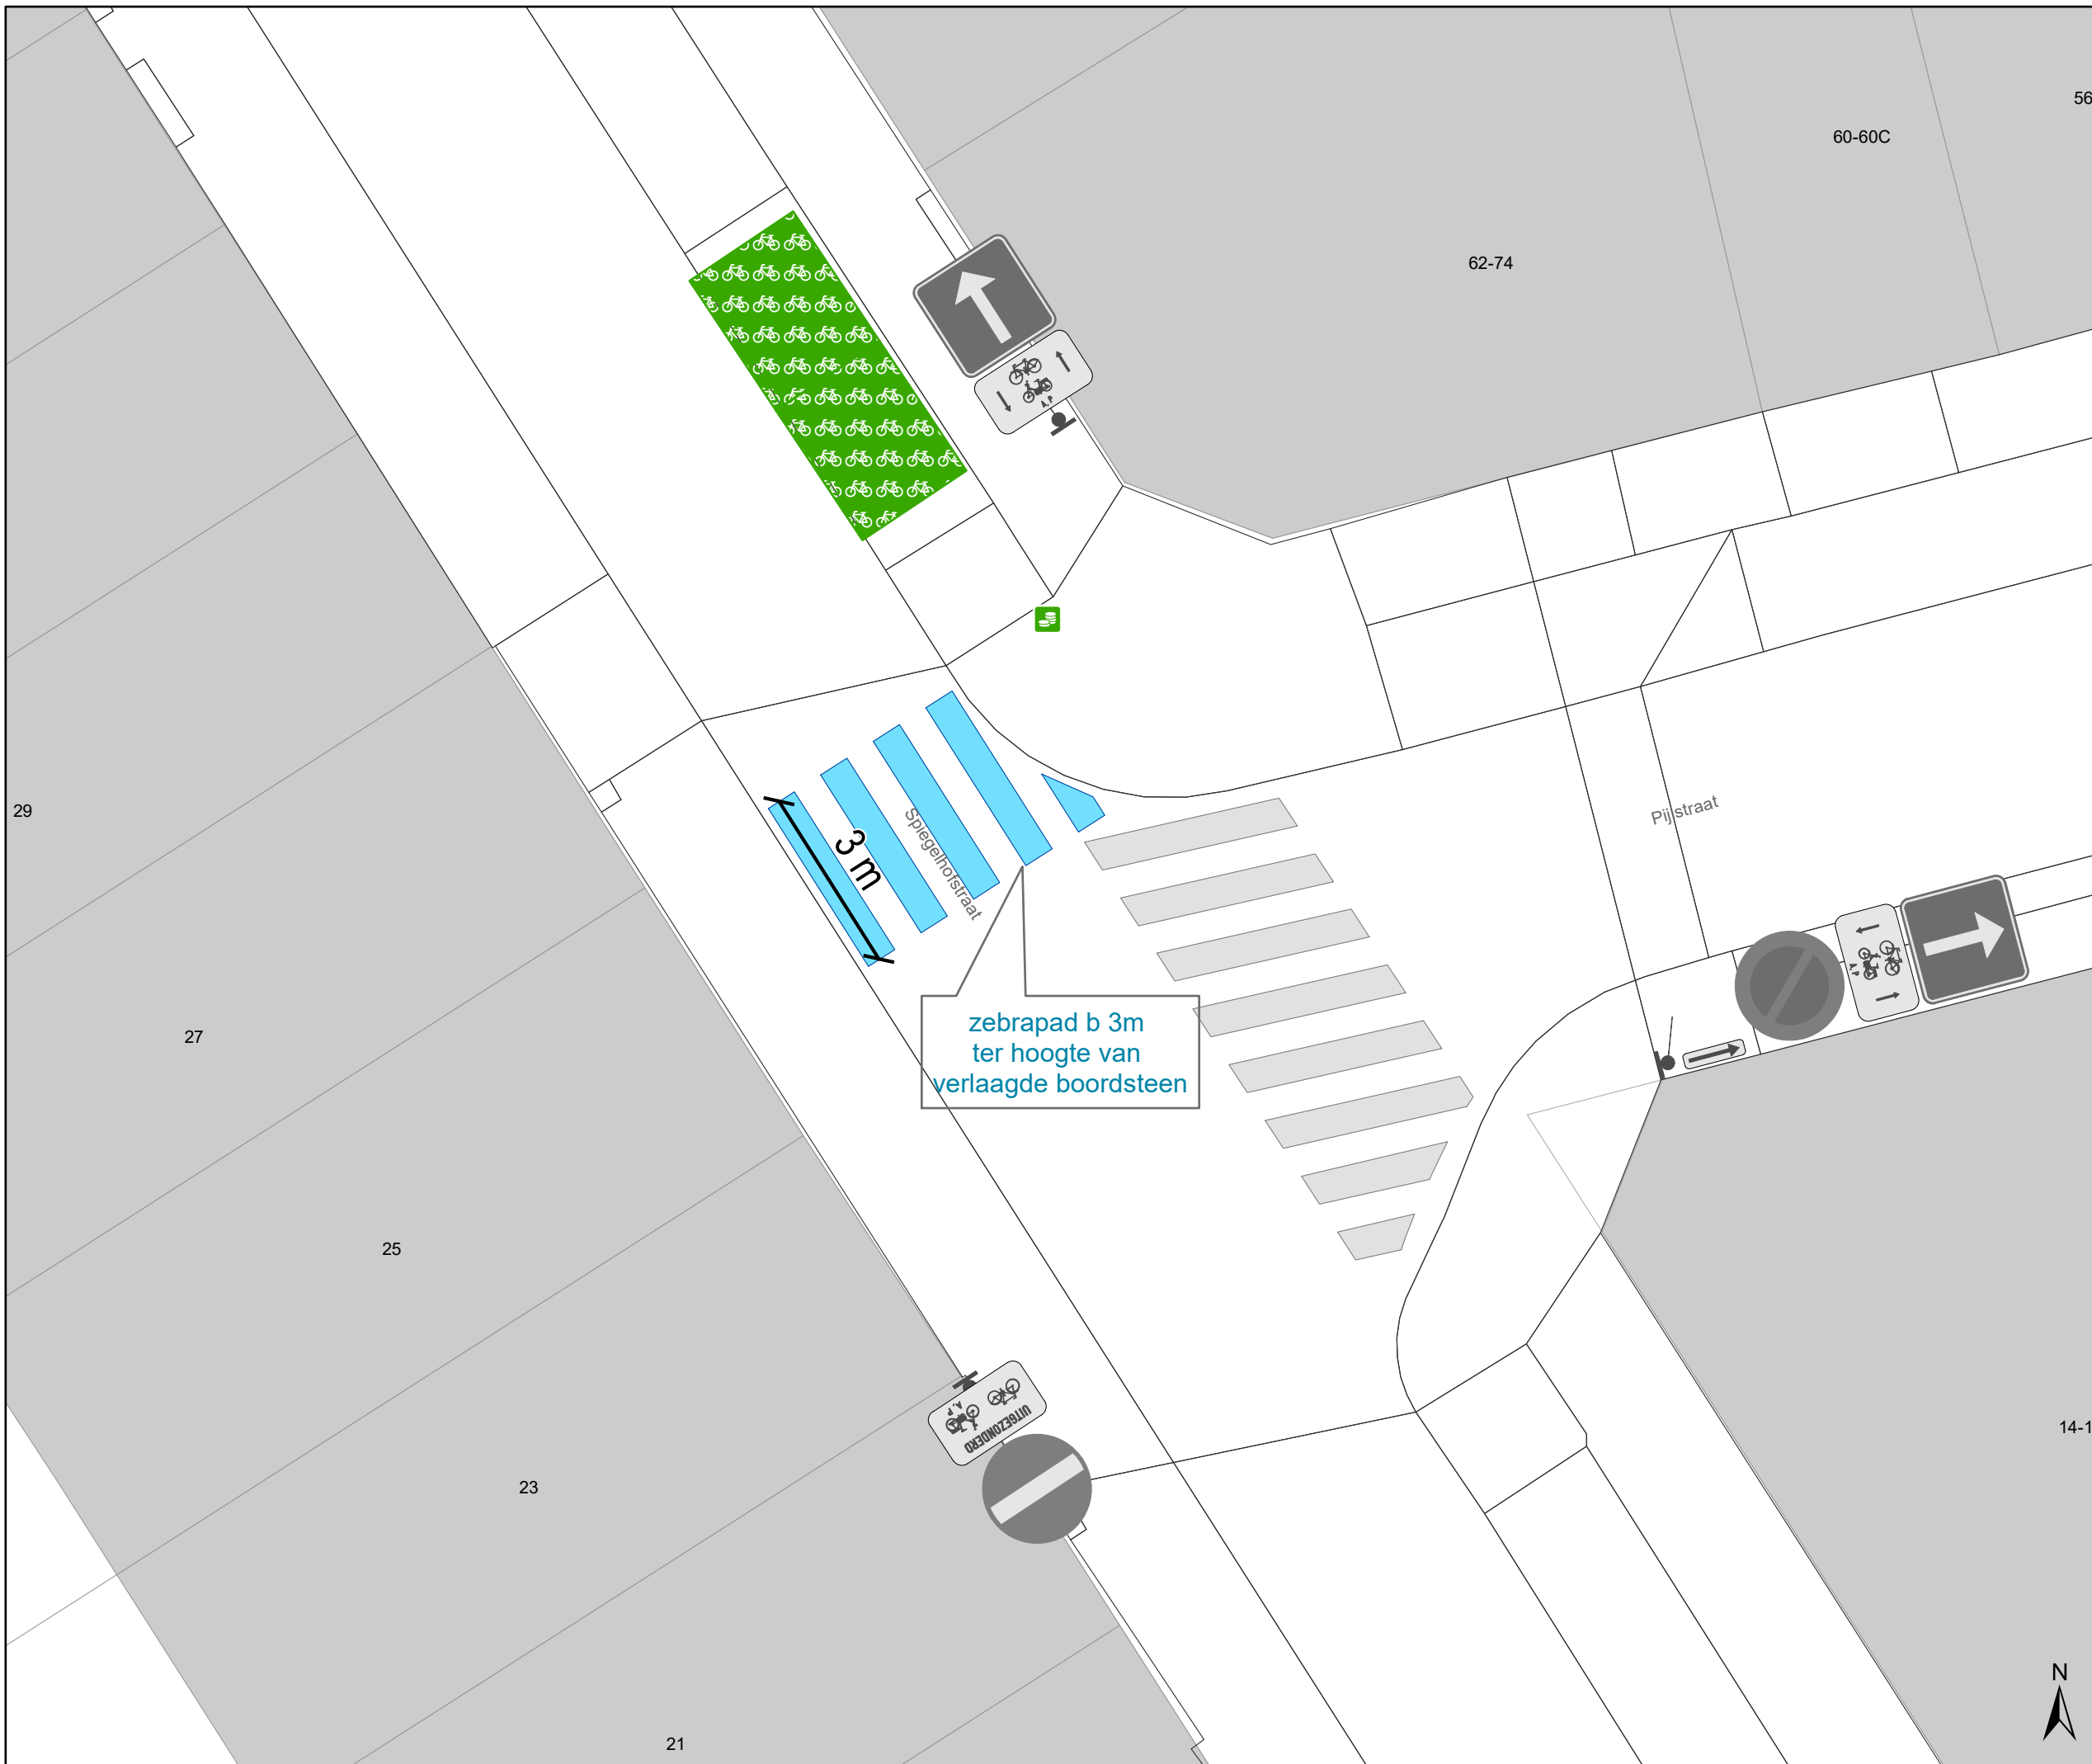 56
60-60C
62-74
A, P
29
3 m
Spiegelhofstraat
Pijlstraat
A, P
zebrapad b 3m
ter hoogte van
verlaagde boordsteen
27
25
A, P
UITGEZONDERD
14-1
23
N
21